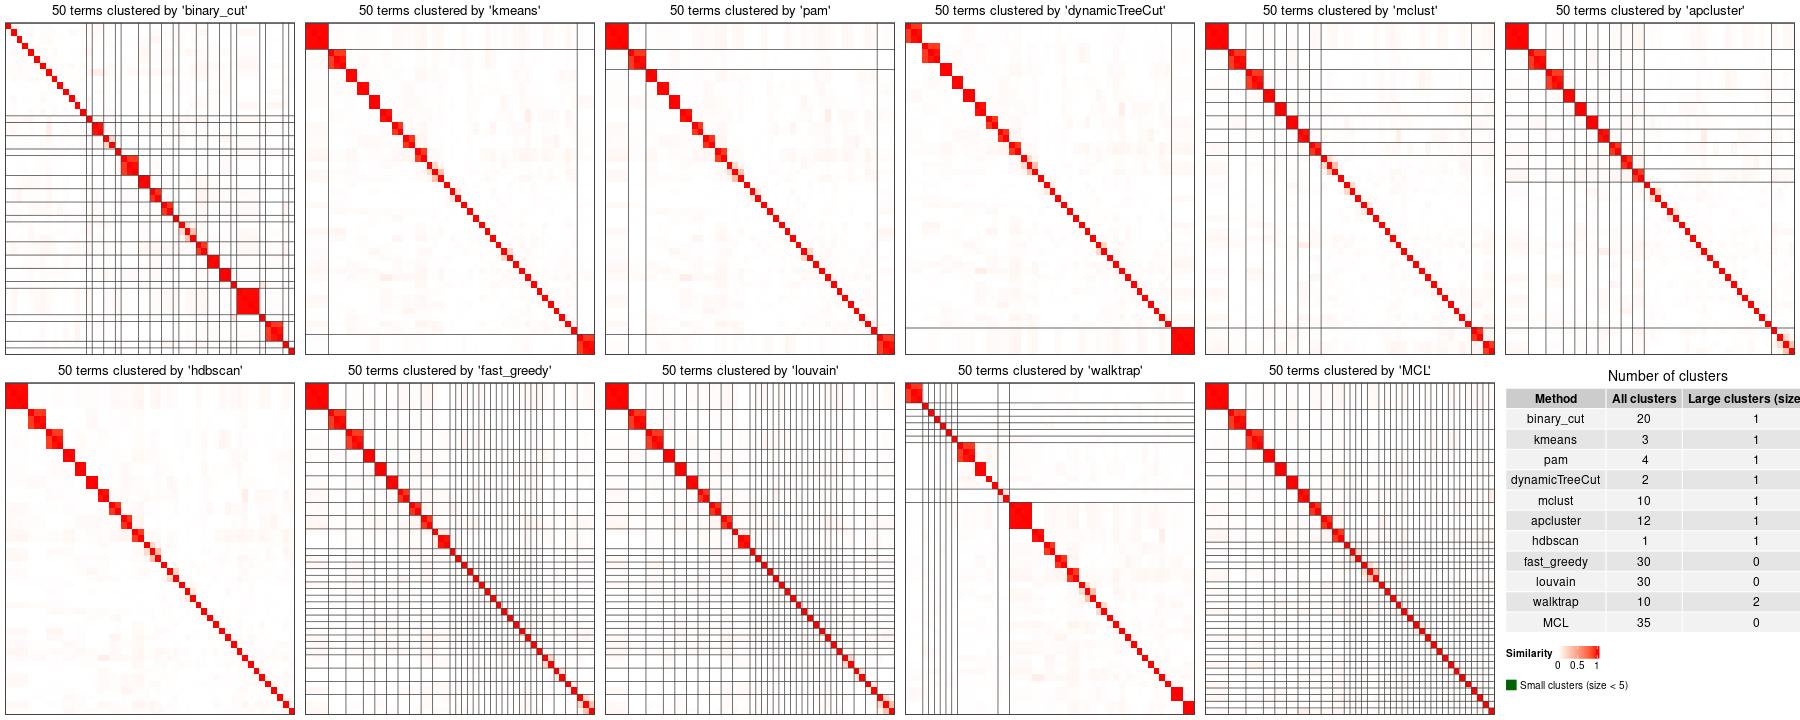 50 terms clustered by 'binary_cut'
50 terms clustered by 'kmeans'
50 terms clustered by 'pam'
50 terms clustered by 'dynamicTreeCut'
50 terms clustered by 'mclust'
50 terms clustered by 'apcluster'
50 terms clustered by 'hdbscan'
50 terms clustered by 'fast_greedy'
50 terms clustered by 'louvain'
50 terms clustered by 'walktrap'
50 terms clustered by 'MCL'
Number of clusters
Method All clusters Large clusters (size
binary_cut 20 1
kmeans 3 1
pam 4 1
dynamicTreeCut 2 1
mclust 10 1
apcluster 12 1
hdbscan 1 1
fast_greedy 30 0
louvain 30 0
walktrap 10 2
MCL 35 0
Similarity
0 0.5 1
Small clusters (size < 5)